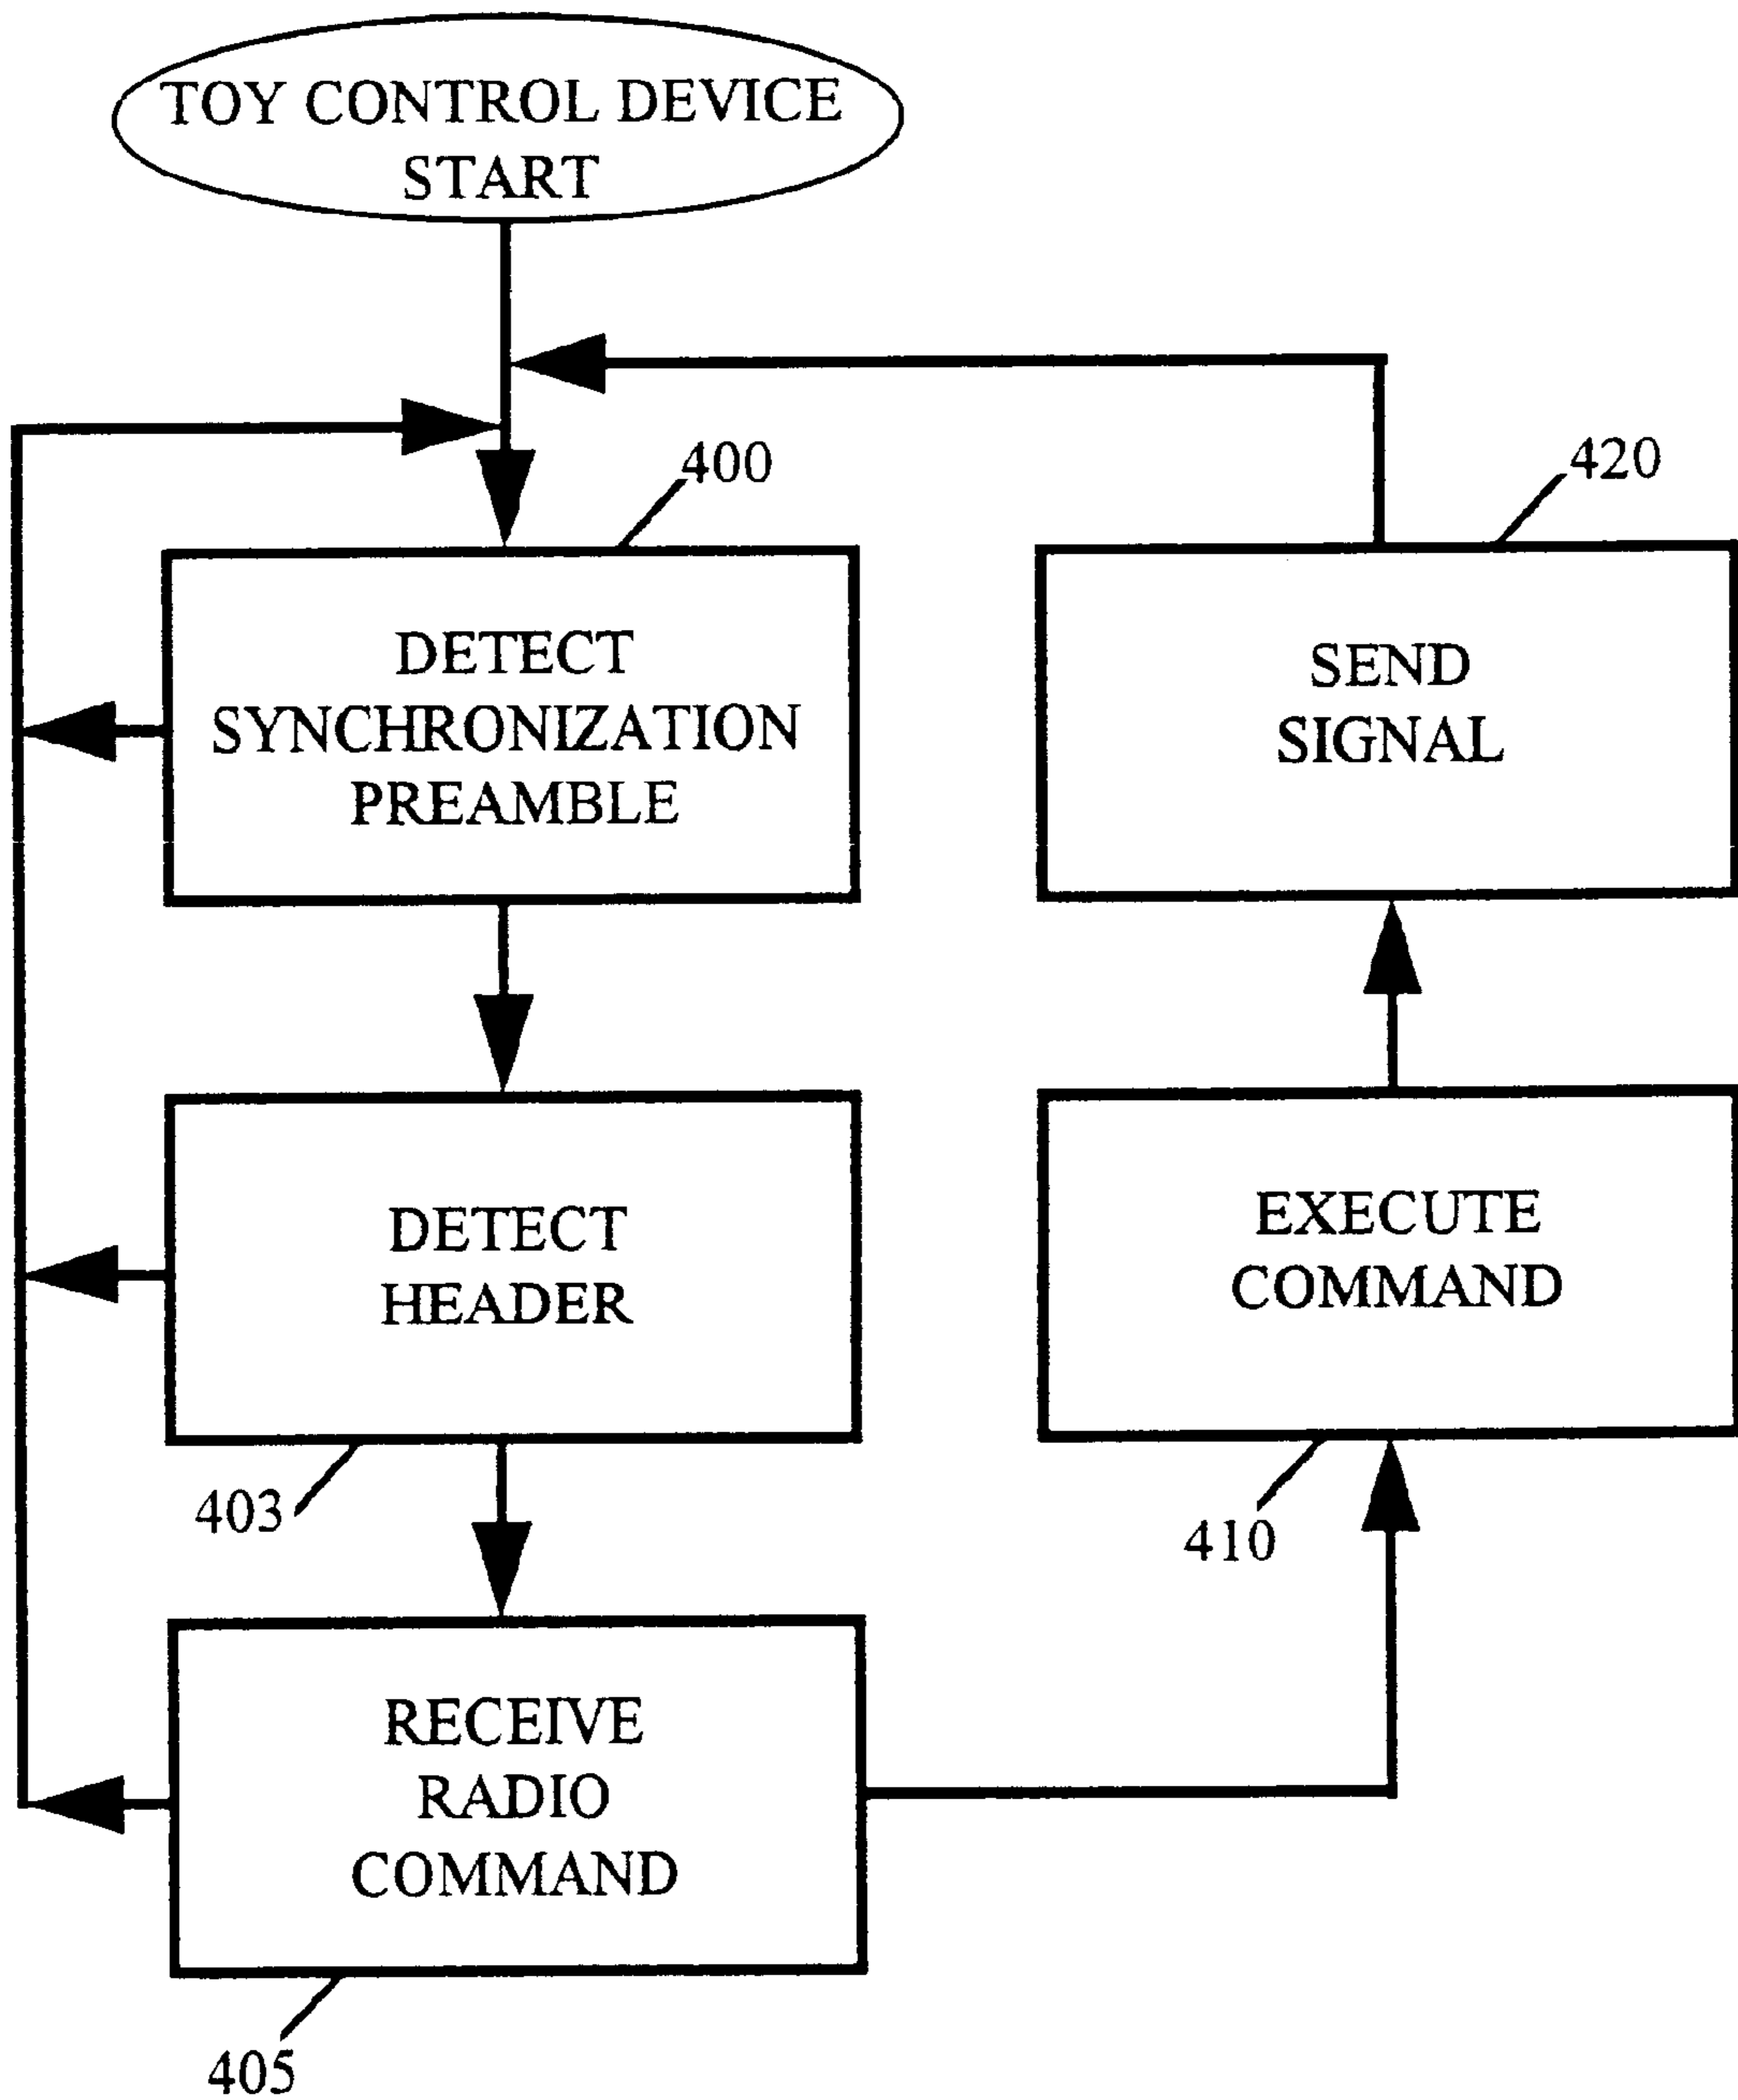 TOY CONTROL DEVICE
START
400
DETECT
SYNCHRONIZATION
PREAMBLE
DETECT
HEADER
403
RECEIVE
RADIO
COMMAND
405
410
EXECUTE
COMMAND
420
SEND
SIGNAL